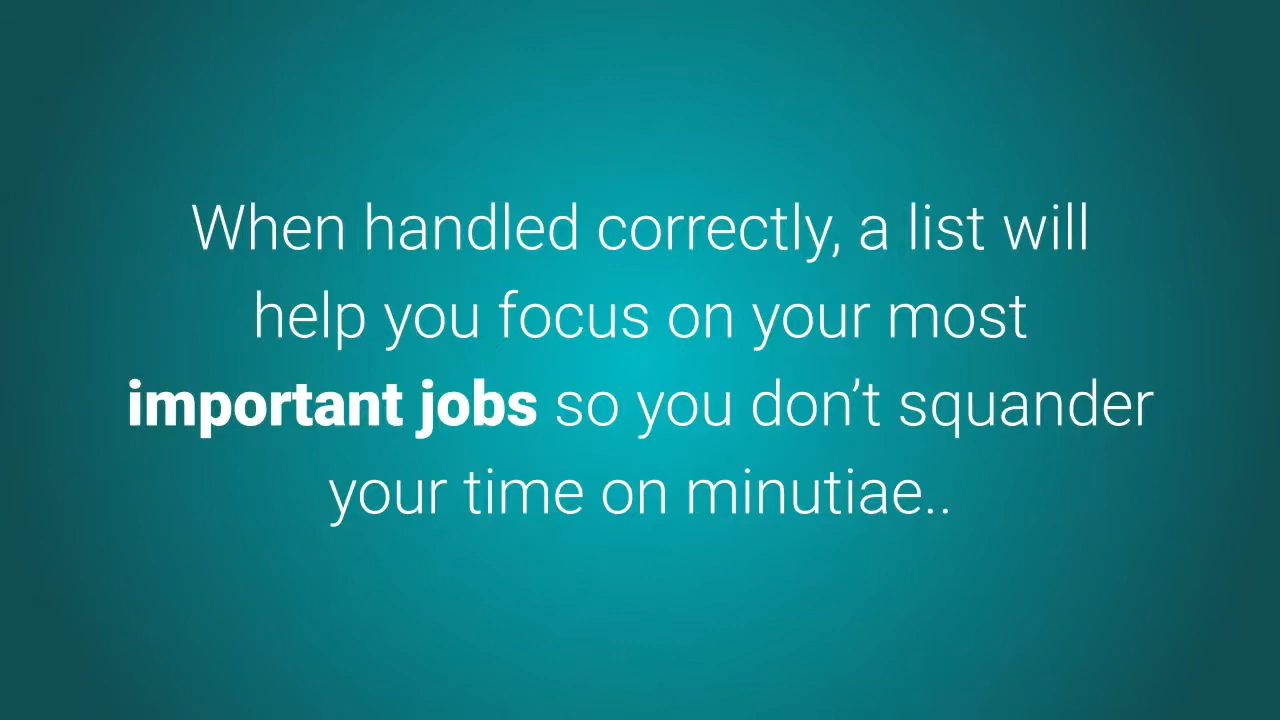 When handled correctly, a list will
help you focus on your most
important jobs so you don’t squander
your time on minutiae..